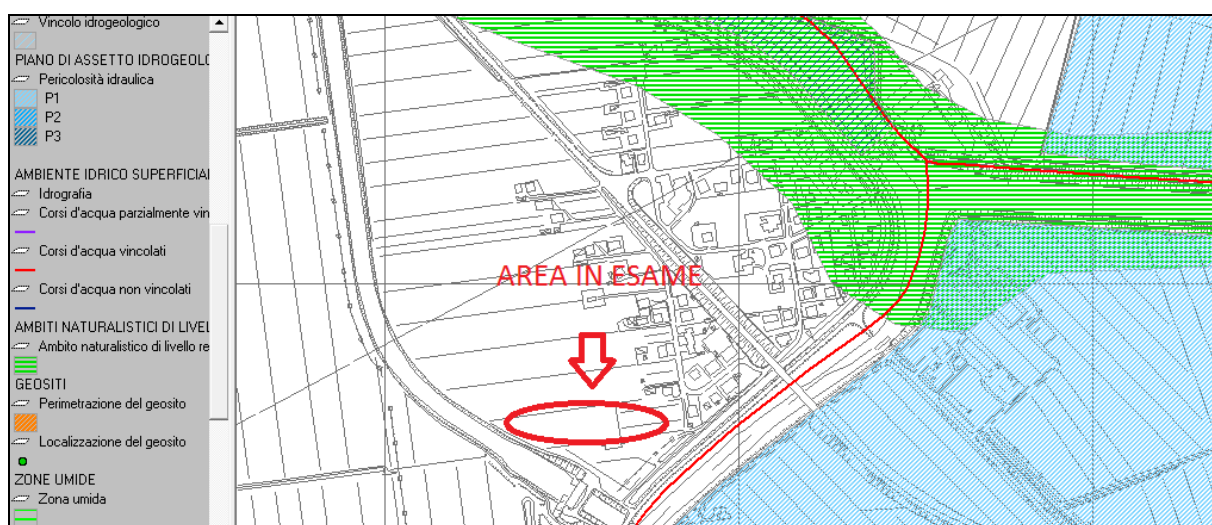 Vincolo idrogeologico
PIANO DI ASSETTO IDROGEOLO
Pericolosità idraulica
P1
P2
P3
AMBIENTE IDRICO SUPERFICIAL
Idrografia
Corsi d'acqua parzialmente vin
Corsi d'acqua vincolati
Corsi d'acqua non vincolati
AMBITI NATURALISTICI DI LIVEL
Ambito naturalistico di livello re
GEOSITI
Perimetrazione del geosito
Localizzazione del geosito
ZONE UMIDE
Zona umida
AREA IN ESAME